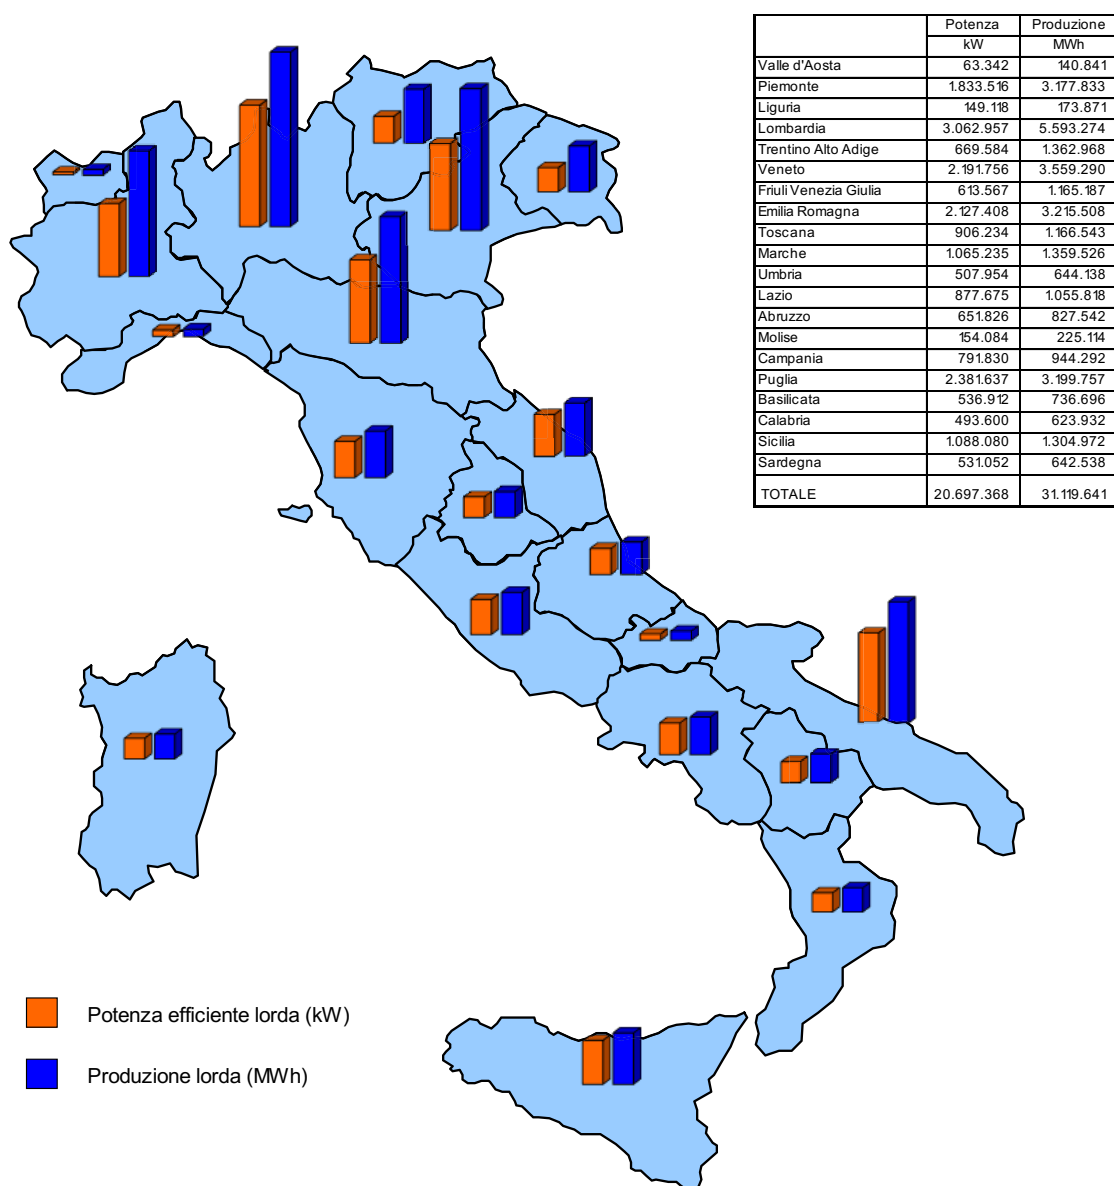 Potenza Produzione
kW MWh
Valle d'Aosta 63.342 140.841
Piemonte 1.833.516 3.177.833
Liguria 149.118 173.871
Lombardia 3.062.957 5.593.274
Trentino Alto Adige 669.584 1.362.968
Veneto 2.191.756 3.559.290
Friuli Venezia Giulia 613.567 1.165.187
Emilia Romagna 2.127.408 3.215.508
Toscana 906.234 1.166.543
Marche 1.065.235 1.359.526
Umbria 507.954 644.138
Lazio 877.675 1.055.818
Abruzzo 651.826 827.542
Molise 154.084 225.114
Campania 791.830 944.292
Puglia 2.381.637 3.199.757
Basilicata 536.912 736.696
Calabria 493.600 623.932
Sicilia 1.088.080 1.304.972
Sardegna 531.052 642.538
TOTALE 20.697.368 31.119.641
Potenza efficiente lorda (kW)
Produzione lorda (MWh)